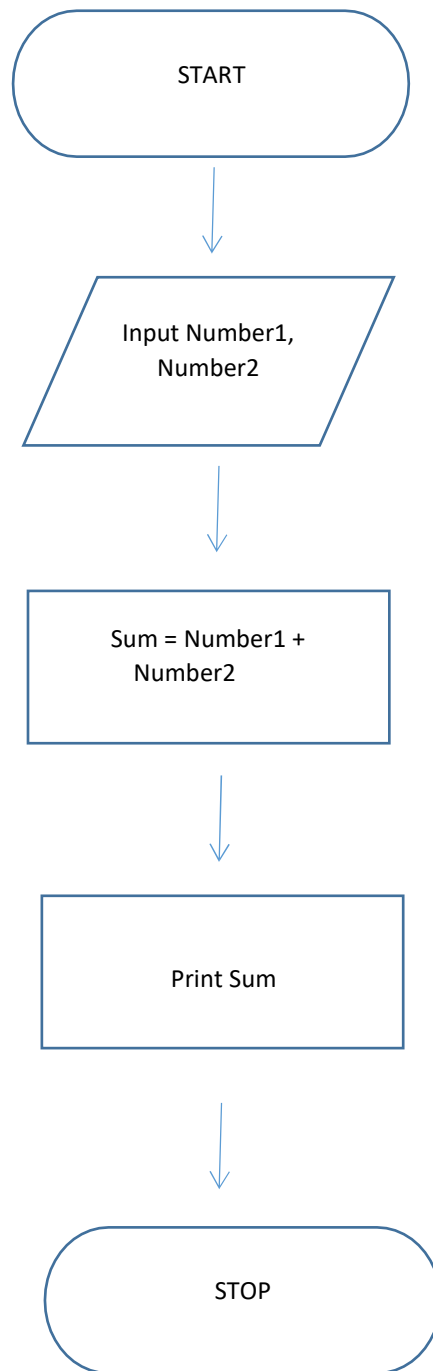 START
Input Number1,
Number2
Sum = Number1 +
Number2
Print Sum
STOP